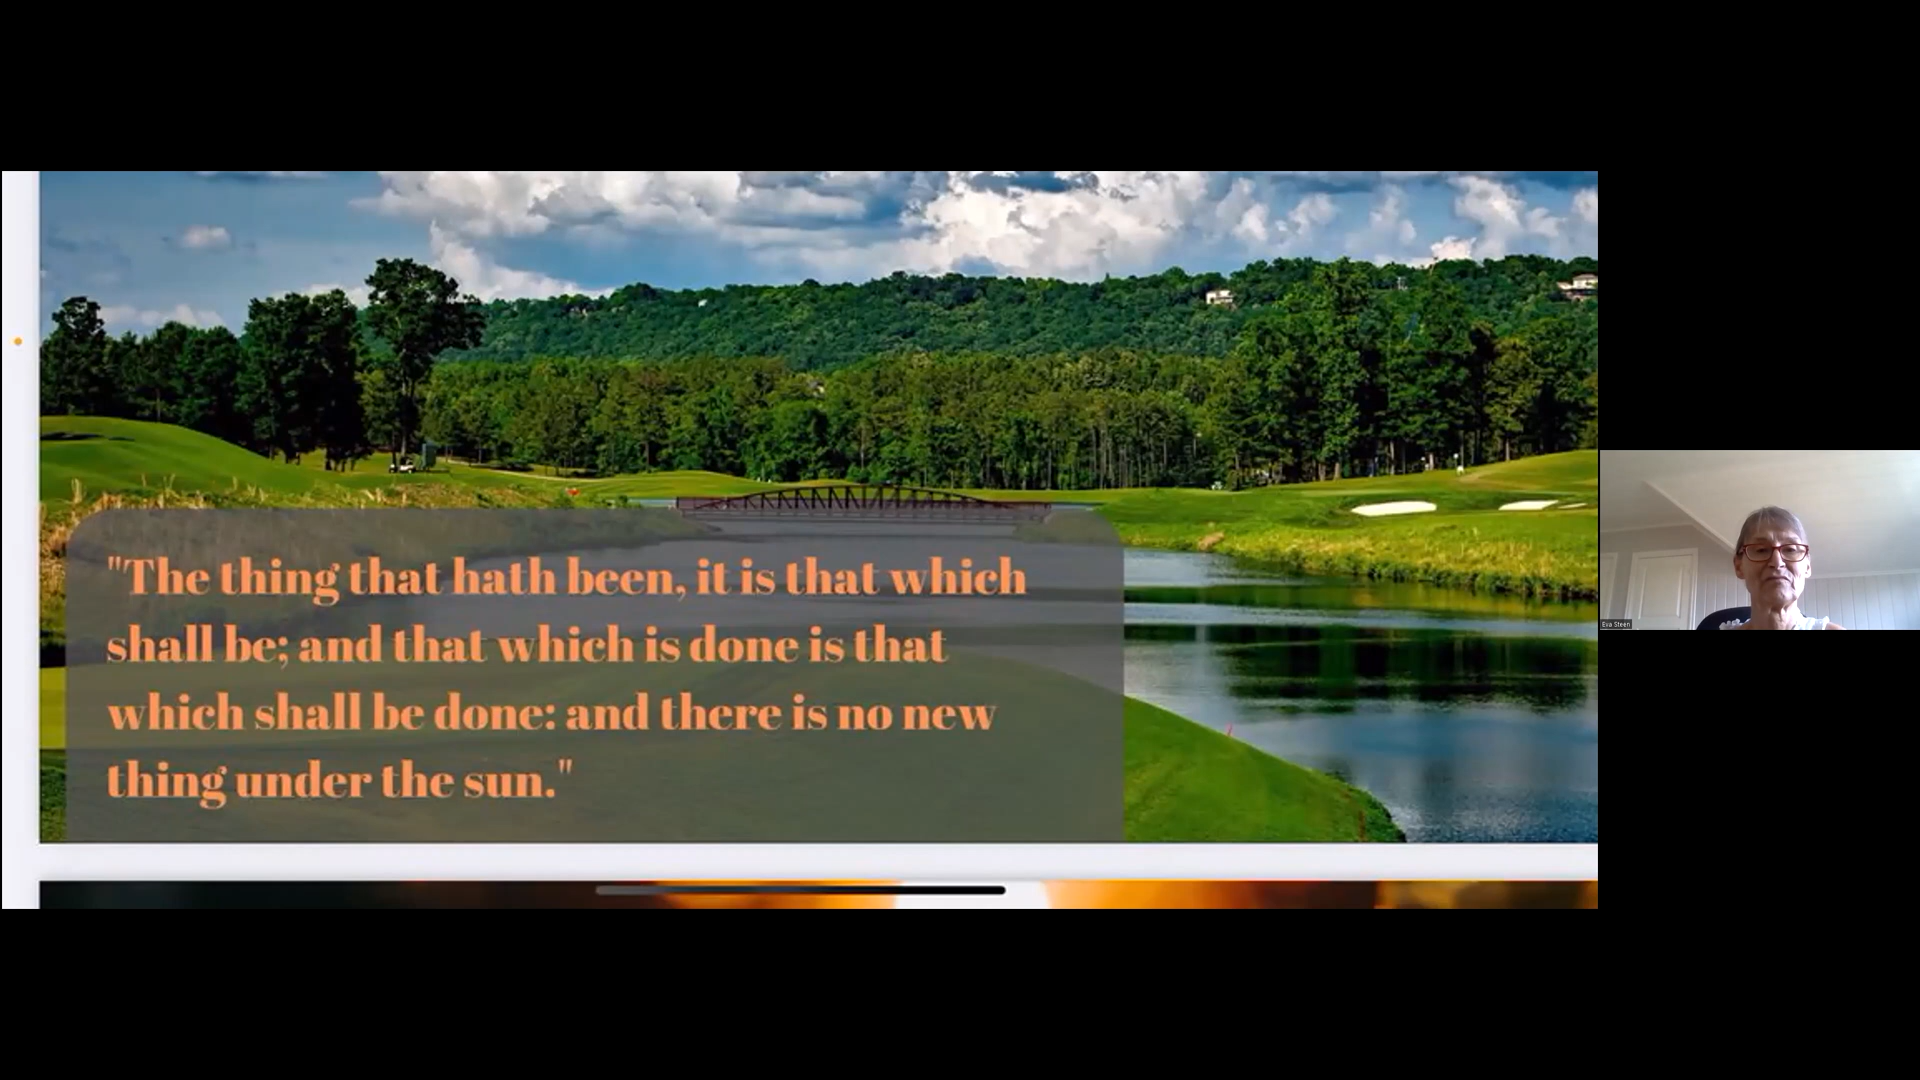 "The thing that hath been, it is that which
shall be; and that which is done is that
which shall be done: and there is no new
thing under the sun."
Eva Steen